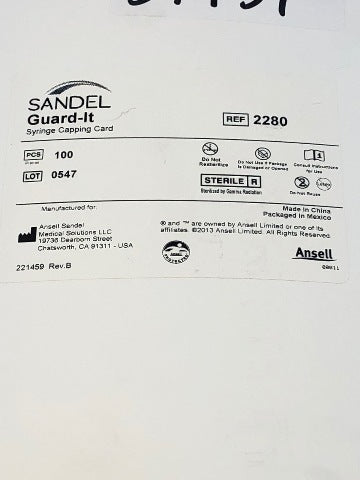 SANDEL
Guard-It
Syringe Capping Card
REF 2280
PCS 100
LOT 0547
Do Not
Resterilize
Do Not Use if Package
is Damaged or Opened
Consult Instructions
for Use
STERILE R
Sterilized by Gamma Radiation
Do Not Reuse
Made in China
Packaged in Mexico
Manufactured for:
Ansell Sandel
Medical Solutions LLC
19736 Dearborn Street
Chatsworth, CA 91311 - USA
® and ™ are owned by Ansell Limited or one of its
affiliates. ©2013 Ansell Limited. All Rights Reserved.
Ansell
221459 Rev.B